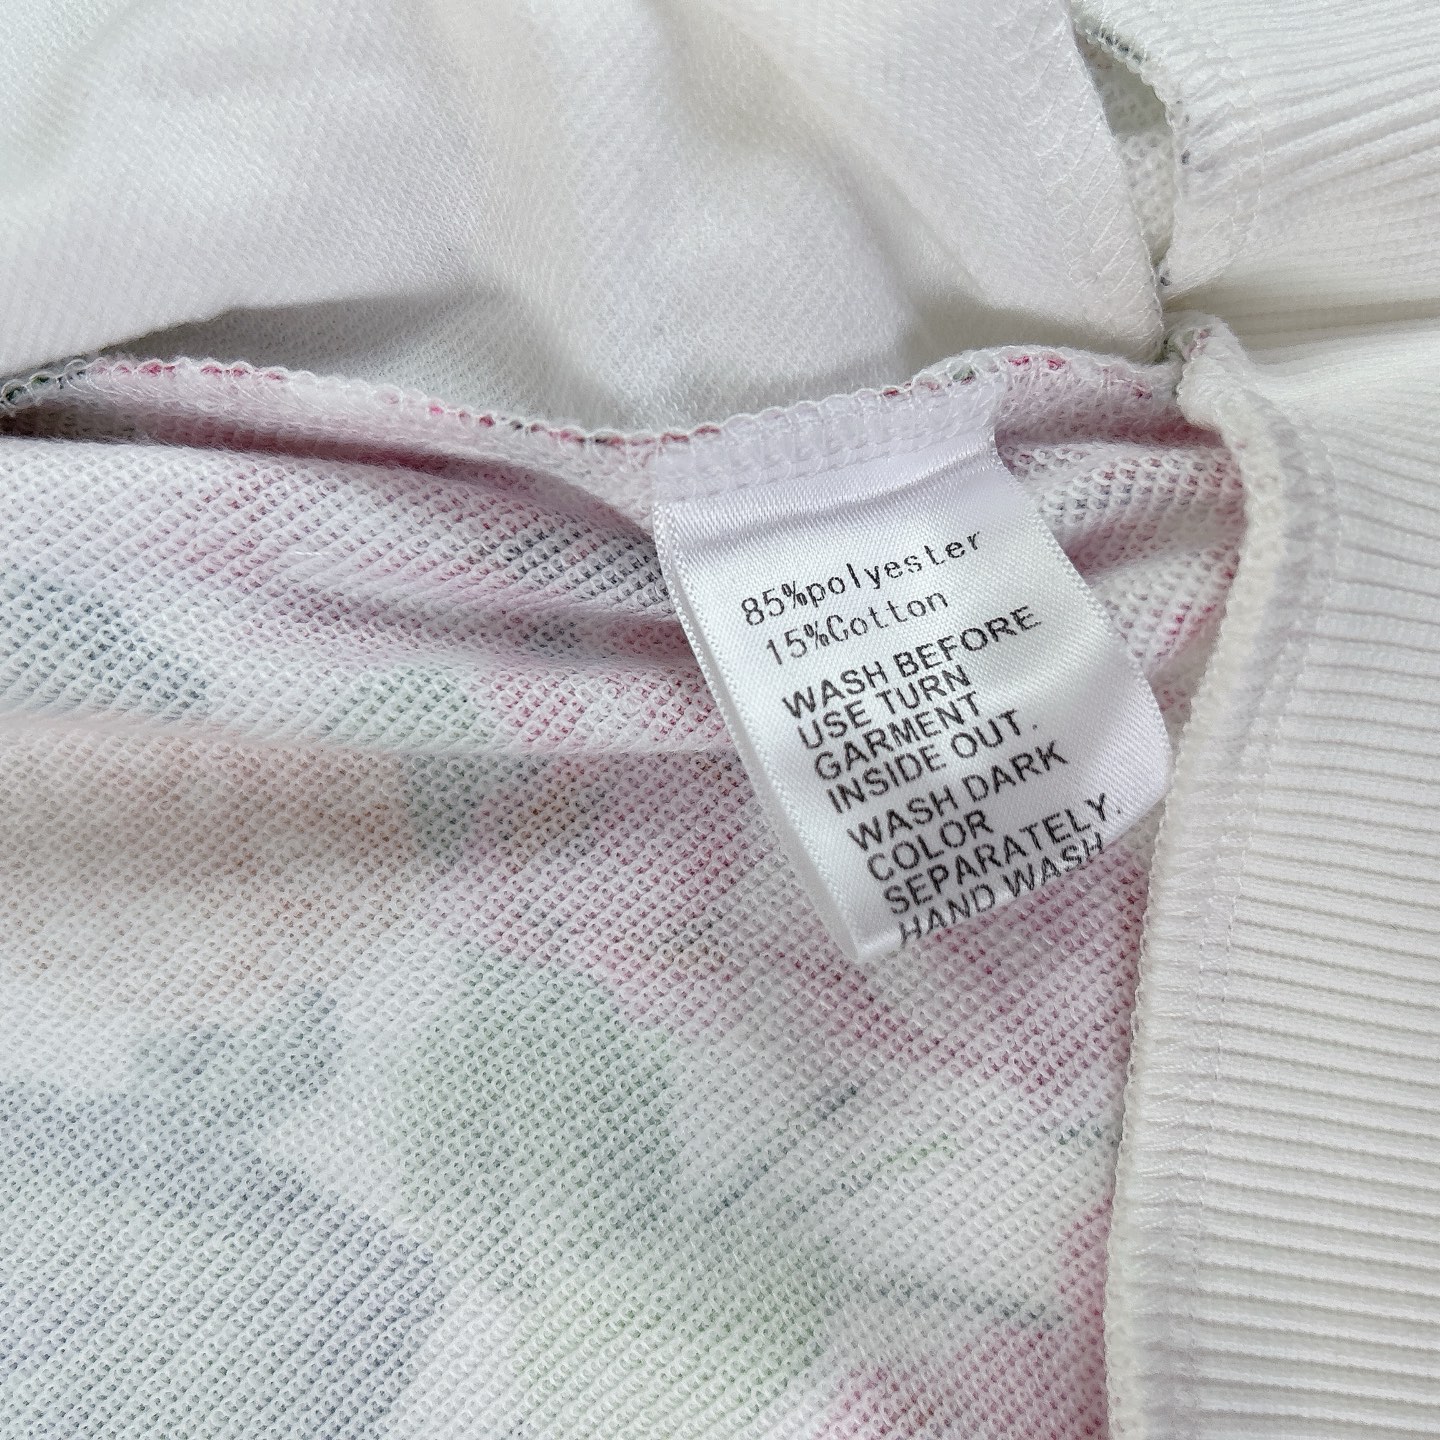 85%polyester
15%Cotton
WASH BEFORE
USE TURN
GARMENT
INSIDE OUT.
WASH DARK
COLOR
SEPARATELY.
HAND WASH